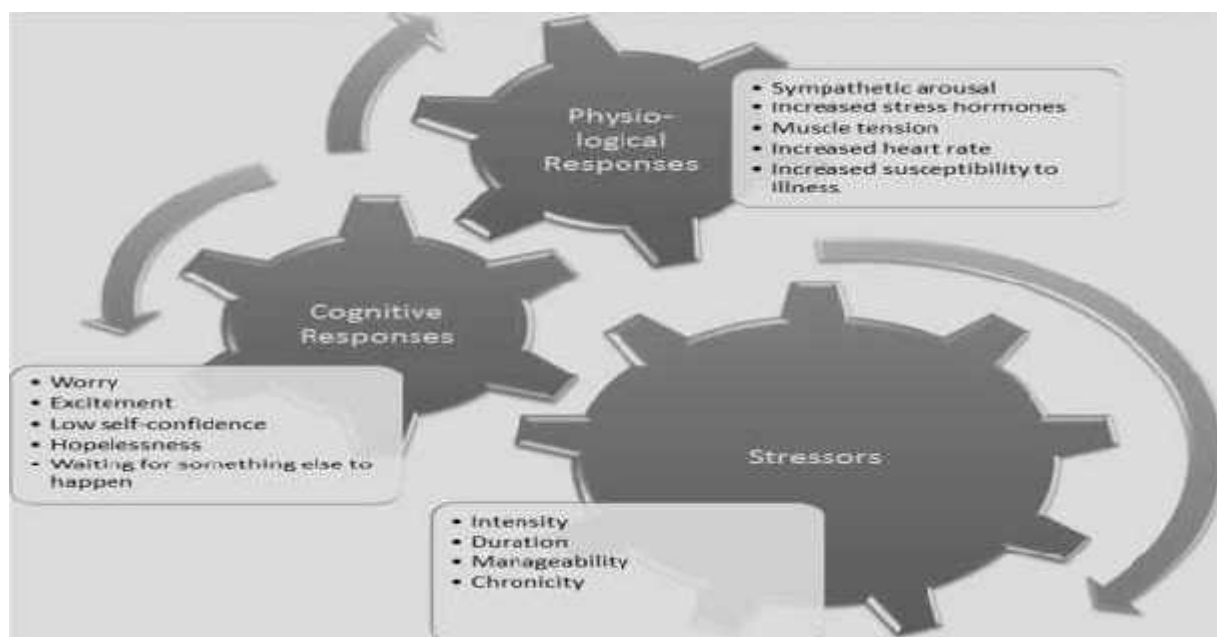 Physio-
logical
Responses
• Sympathetic arousal
• Increased stress hormones
• Muscle tension
• Increased heart rate
• Increased susceptibility to
illness
Cognitive
Responses
• Worry
• Excitement
• Low self-confidence
• Hopelessness
• Waiting for something else to
happen
Stressors
• Intensity
• Duration
• Manageability
• Chronicity